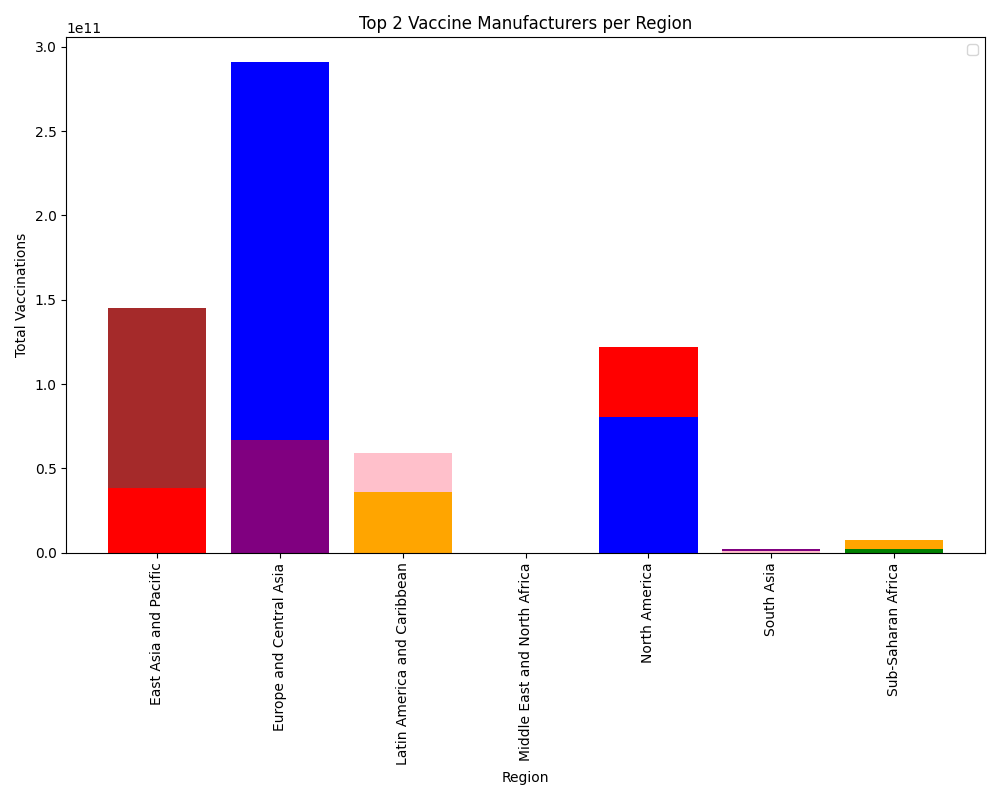 Top 2 Vaccine Manufacturers per Region
1e11
3.0
2.5
2.0
1.5
1.0
0.5
0.0
Total Vaccinations
East Asia and Pacific
Europe and Central Asia
Latin America and Caribbean
Middle East and North Africa
North America
South Asia
Sub-Saharan Africa
Region